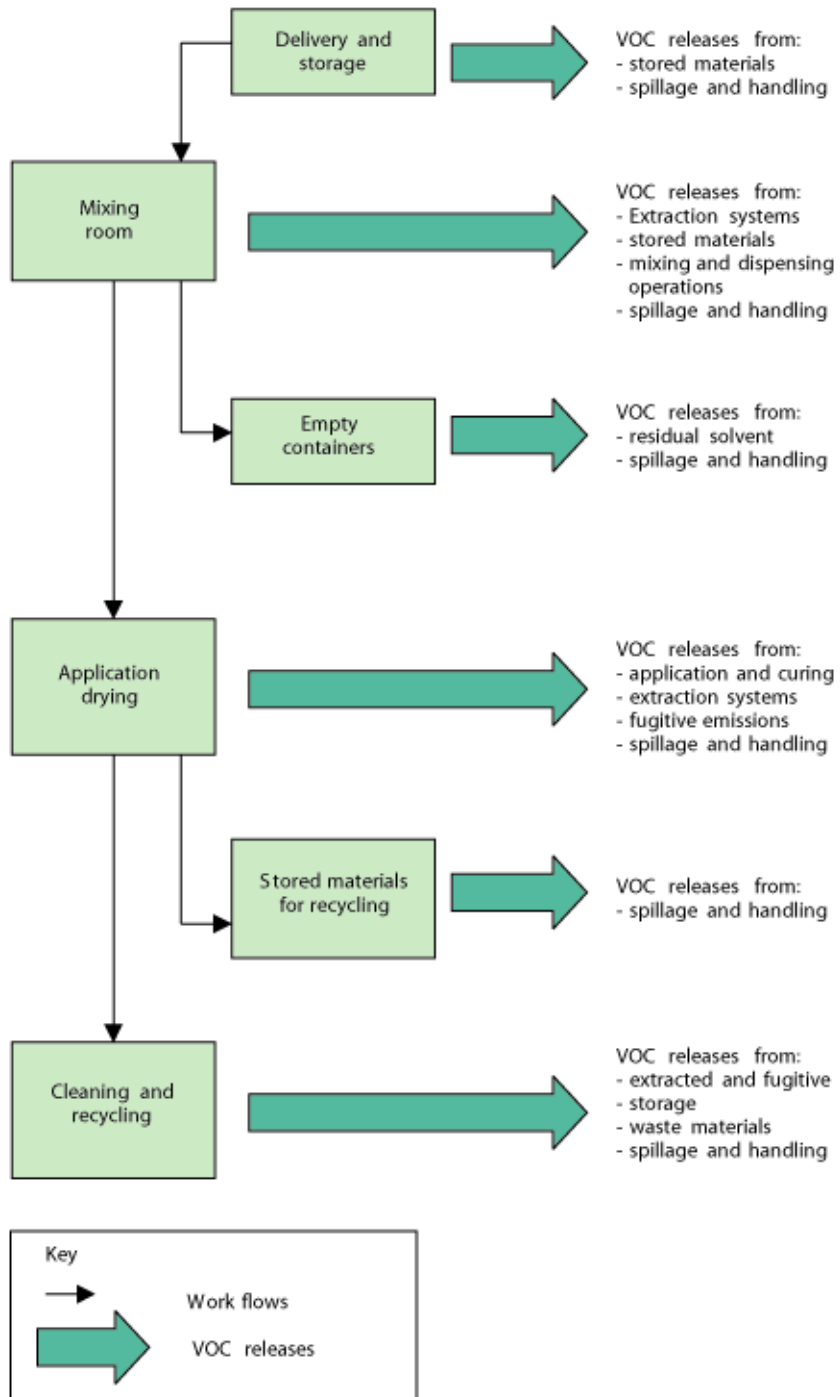 Delivery and
storage
VOC releases from:
- stored materials
- spillage and handling
Mixing
room
VOC releases from:
- Extraction systems
- stored materials
- mixing and dispensing
operations
- spillage and handling
Empty
containers
VOC releases from:
- residual solvent
- spillage and handling
Application
drying
VOC releases from:
- application and curing
- extraction systems
- fugitive emissions
- spillage and handling
Stored materials
for recycling
VOC releases from:
- spillage and handling
Cleaning and
recycling
VOC releases from:
- extracted and fugitive
- storage
- waste materials
- spillage and handling
Key
Work flows
VOC releases